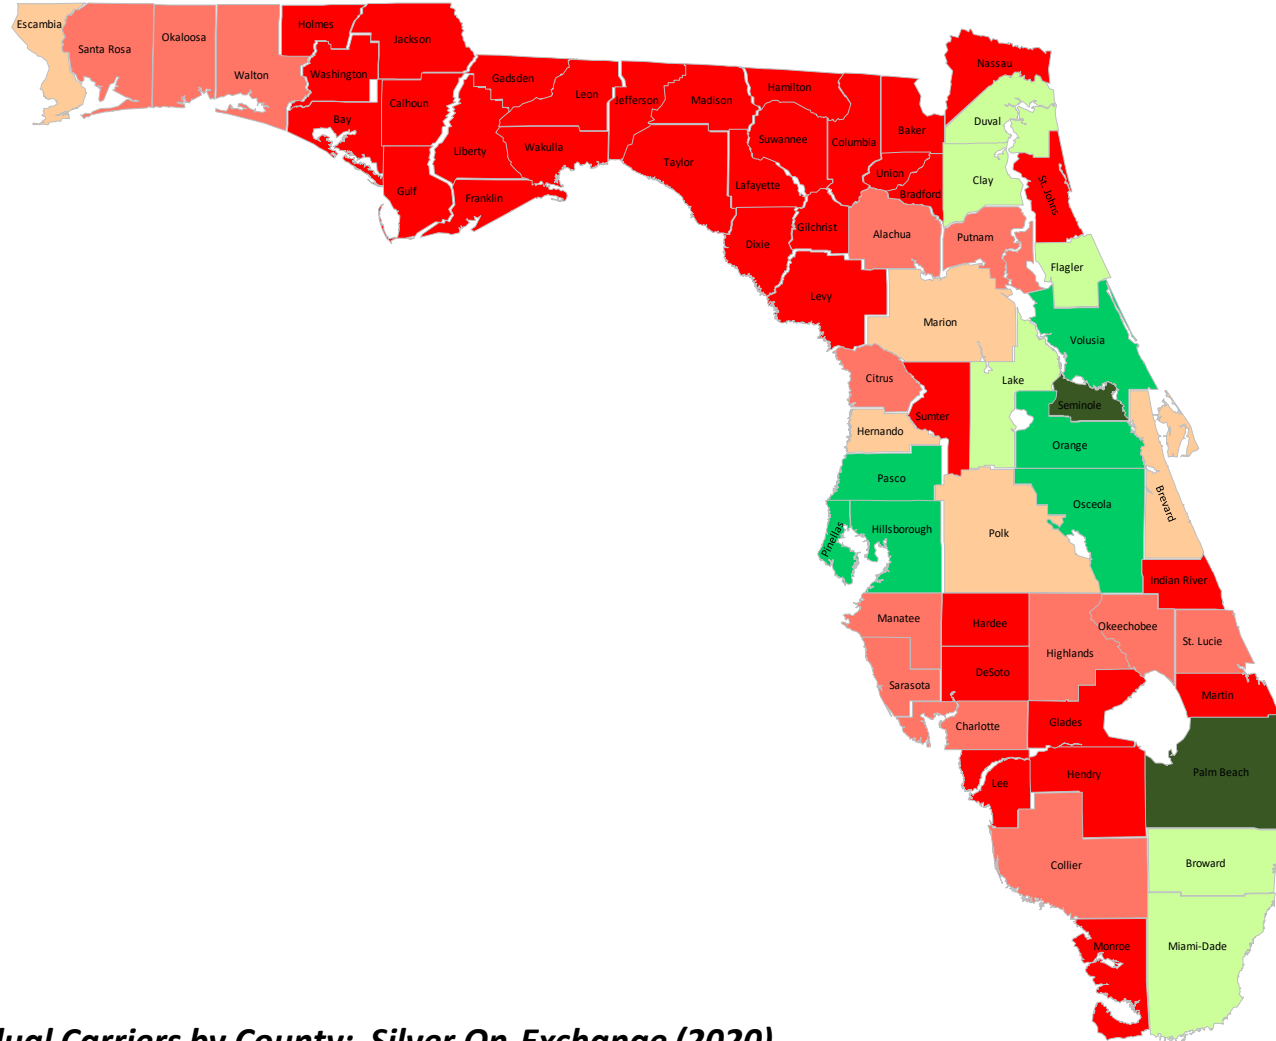 Escambia
Santa Rosa
Okaloosa
Walton
Holmes
Jackson
Washington
Bay
Calhoun
Gulf
Gadsden
Liberty
Franklin
Leon
Wakulla
Jefferson
Madison
Taylor
Hamilton
Suwannee
Lafayette
Dixie
Columbia
Gilchrist
Levy
Baker
Union
Bradford
Nassau
Duval
Clay
St. Johns
Alachua
Putnam
Flagler
Marion
Volusia
Citrus
Sumter
Lake
Seminole
Hernando
Orange
Pasco
Osceola
Brevard
Pinellas
Hillsborough
Polk
Indian River
Manatee
Hardee
Highlands
Okeechobee
St. Lucie
Sarasota
DeSoto
Martin
Charlotte
Glades
Lee
Hendry
Palm Beach
Collier
Broward
Monroe
Miami-Dade
Carriers by County: Silver On-Exchange (2020)